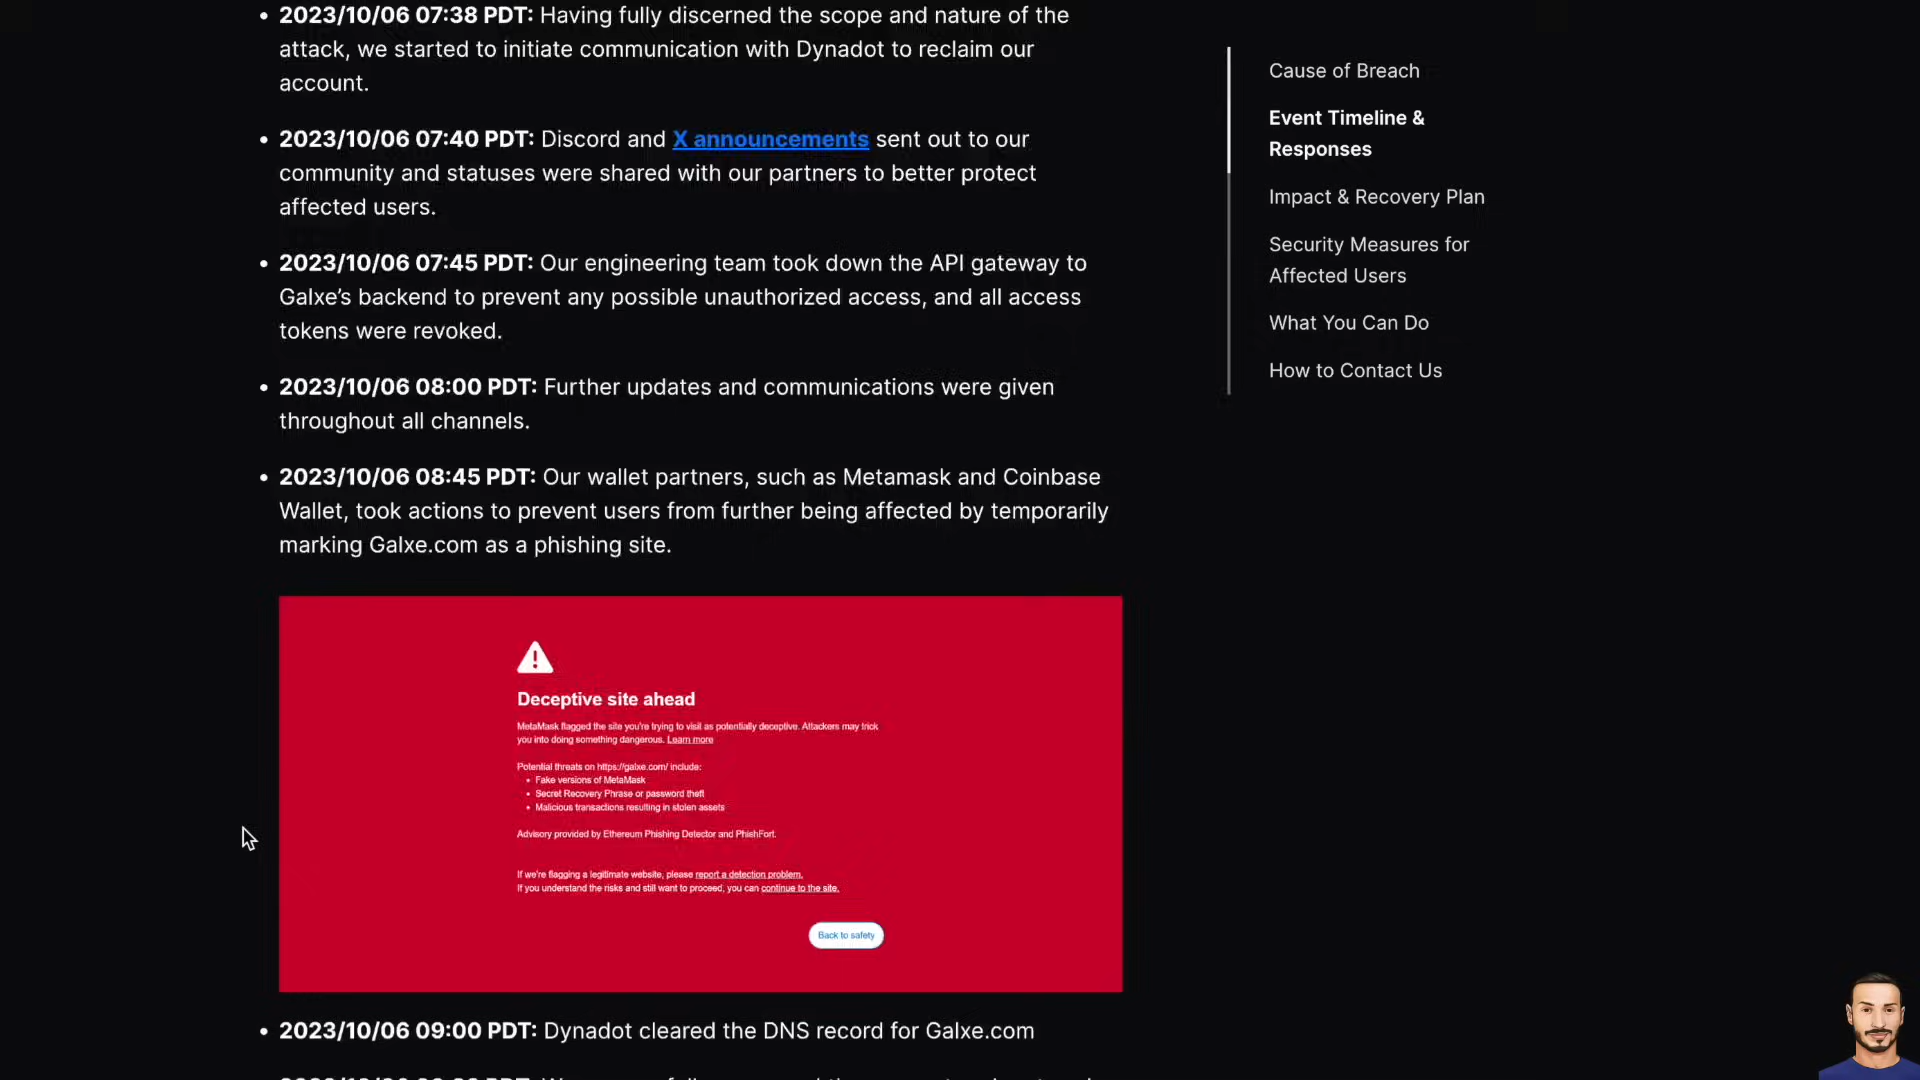 2023/10/06 07:38 PDT: Having fully discerned the scope and nature of the
attack, we started to initiate communication with Dynadot to reclaim our
account.
2023/10/06 07:40 PDT: Discord and X announcements sent out to our
community and statuses were shared with our partners to better protect
affected users.
2023/10/06 07:45 PDT: Our engineering team took down the API gateway to
Galxe’s backend to prevent any possible unauthorized access, and all access
tokens were revoked.
2023/10/06 08:00 PDT: Further updates and communications were given
throughout all channels.
2023/10/06 08:45 PDT: Our wallet partners, such as Metamask and Coinbase
Wallet, took actions to prevent users from further being affected by temporarily
marking Galxe.com as a phishing site.
Deceptive site ahead
MetaMask flagged the site you're trying to visit as potentially deceptive. Attackers may trick
you into doing something dangerous. Learn more
Potential threats on https://galxe.com/ include:
Fake versions of MetaMask
Secret Recovery Phrase or password theft
Malicious transactions resulting in stolen assets
Advisory provided by Ethereum Phishing Detector and PhishFort.
If we're flagging a legitimate website, please report a detection problem.
If you understand the risks and still want to proceed, you can continue to the site.
Back to safety
2023/10/06 09:00 PDT: Dynadot cleared the DNS record for Galxe.com
Cause of Breach
Event Timeline &
Responses
Impact & Recovery Plan
Security Measures for
Affected Users
What You Can Do
How to Contact Us